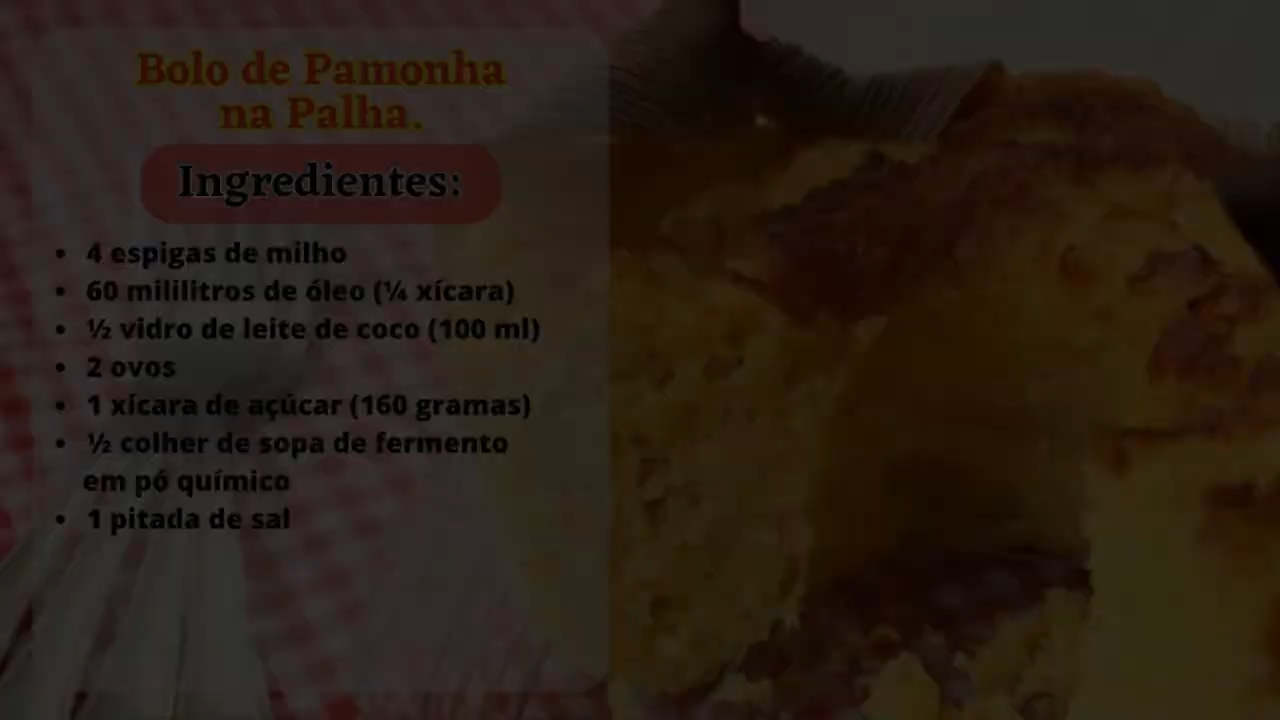 Bolo de Pamonha
na Palha.
Ingredientes:
• 4 espigas de milho
• 60 mililitros de óleo (¼ xícara)
• ½ vidro de leite de coco (100 ml)
• 2 ovos
• 1 xícara de açúcar (160 gramas)
• ½ colher de sopa de fermento
em pó químico
• 1 pitada de sal